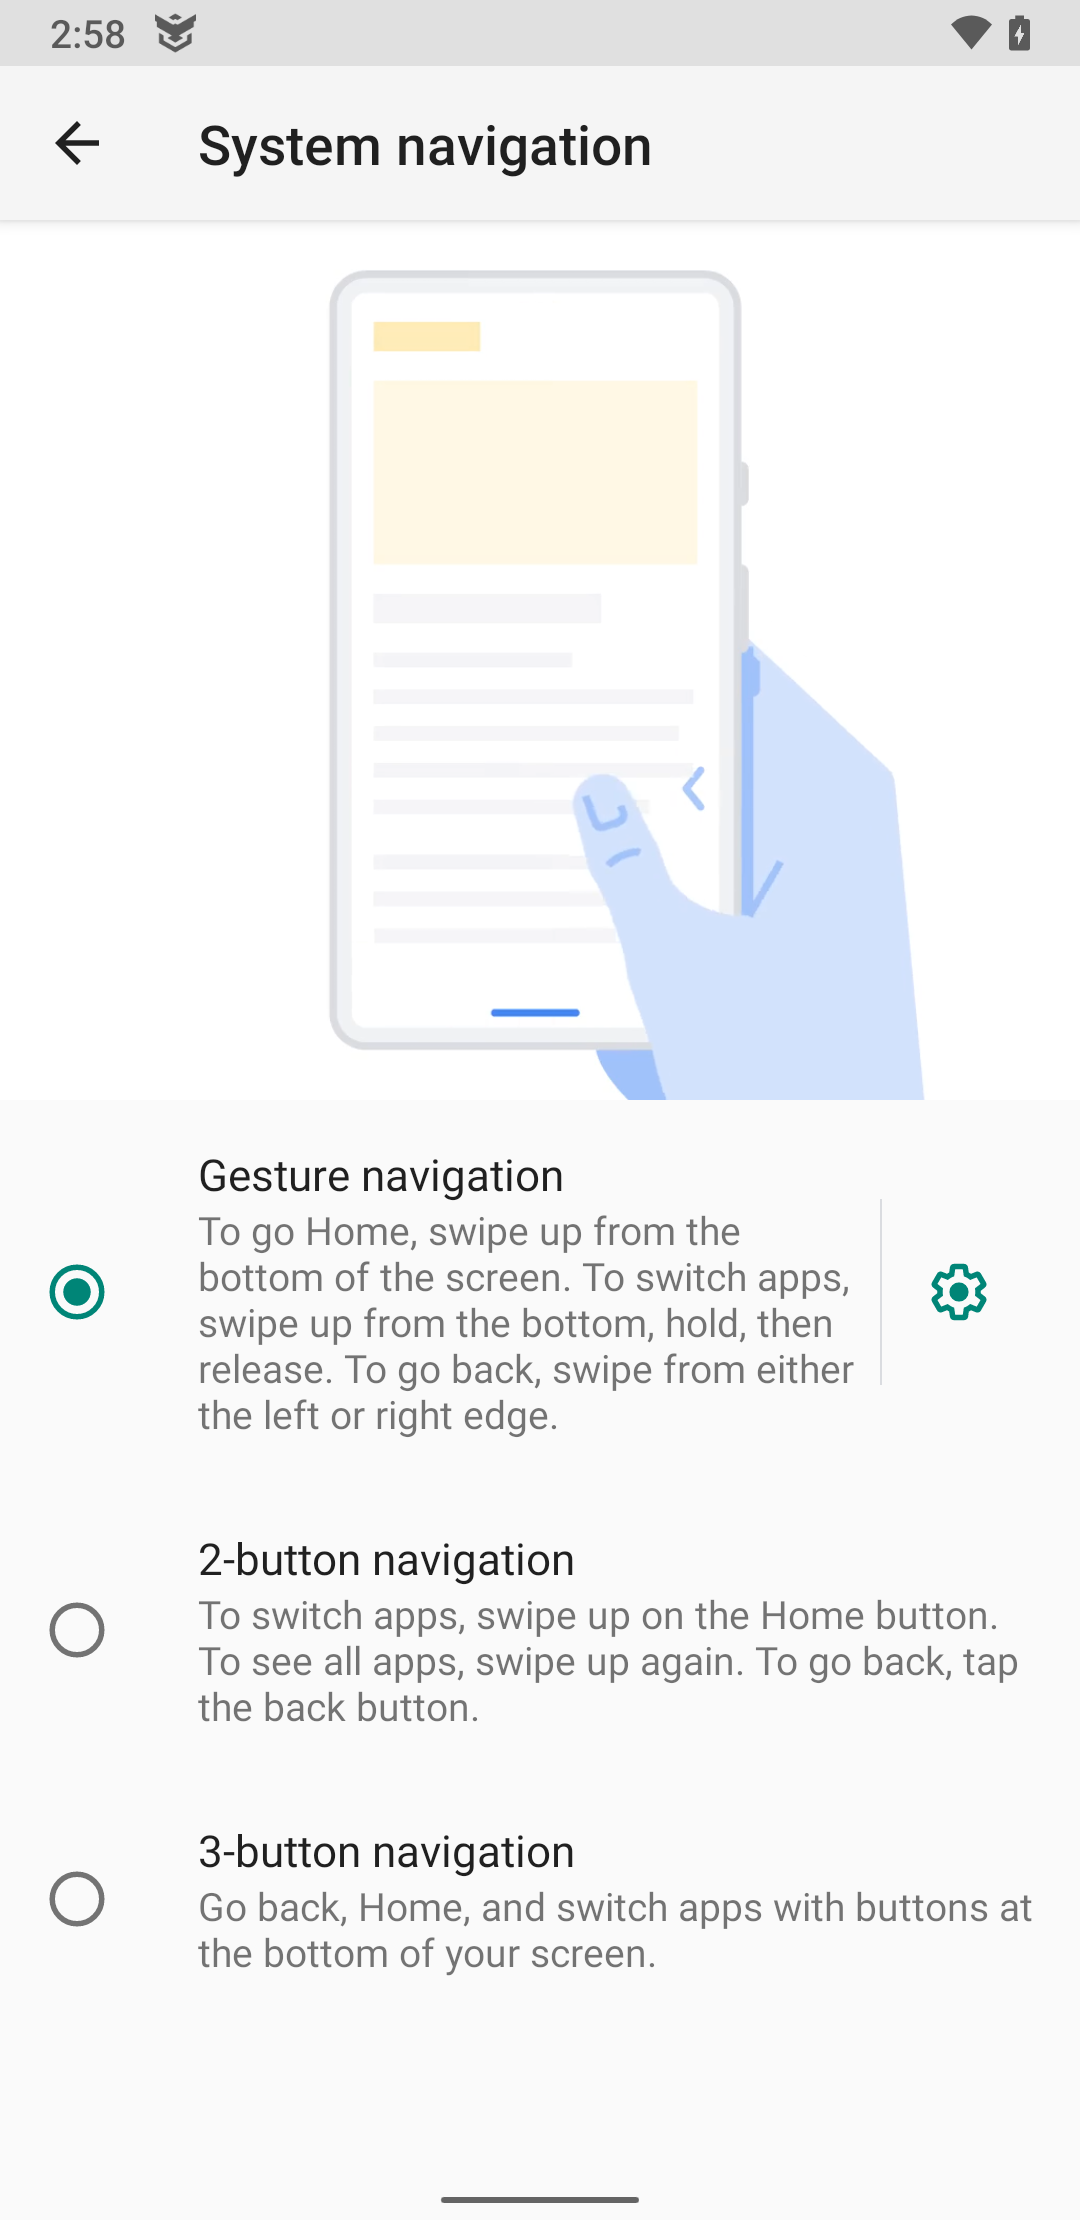 2:58
System navigation
Gesture navigation
To go Home, swipe up from the
bottom of the screen. To switch apps,
swipe up from the bottom, hold, then
release. To go back, swipe from either
the left or right edge.
2-button navigation
To switch apps, swipe up on the Home button.
To see all apps, swipe up again. To go back, tap
the back button.
3-button navigation
Go back, Home, and switch apps with buttons at
the bottom of your screen.